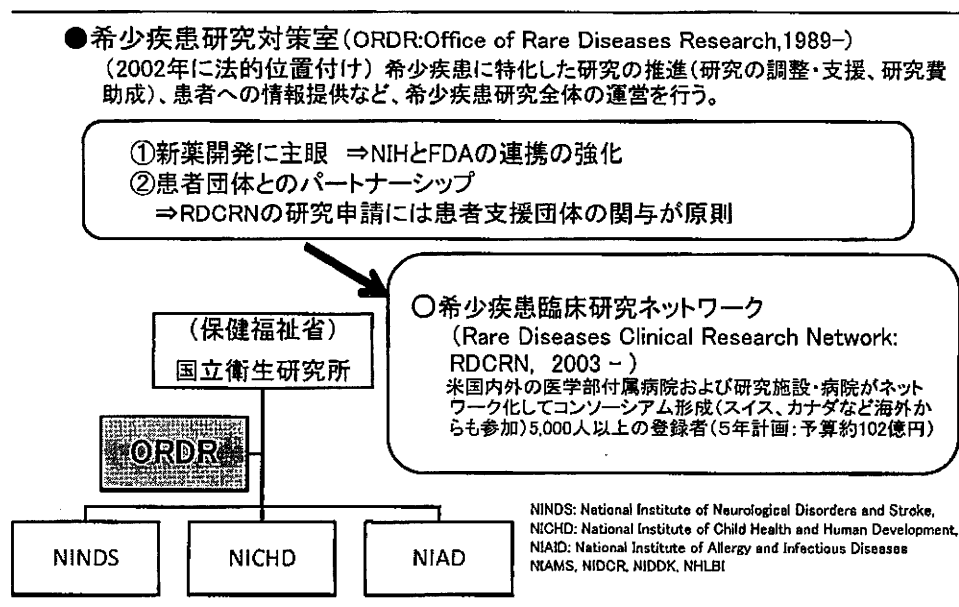 ●希少疾患研究対策室(ORDR:Office of Rare Diseases Research,1989-)
(2002年に法的位置付け) 希少疾患に特化した研究の推進(研究の調整・支援、研究費
助成)、患者への情報提供など、希少疾患研究全体の運営を行う。
①新薬開発に主眼 ⇒NIHとFDAの連携の強化
②患者団体とのパートナーシップ
⇒RDCRNの研究申請には患者支援団体の関与が原則
○希少疾患臨床研究ネットワーク
(Rare Diseases Clinical Research Network:
RDCRN, 2003 - )
米国内外の医学部付属病院および研究施設・病院がネット
ワーク化してコンソーシアム形成(スイス、カナダなど海外か
らも参加)5,000人以上の登録者(5年計画:予算約102億円)
(保健福祉省)
国立衛生研究所
ORDR
NINDS
NICHD
NIAD
NINDS: National Institute of Neurological Disorders and Stroke,
NICHD: National Institute of Child Health and Human Development,
NIAID: National Institute of Allergy and Infectious Diseases
NIAMS, NIDCR, NIDDK, NHLBI